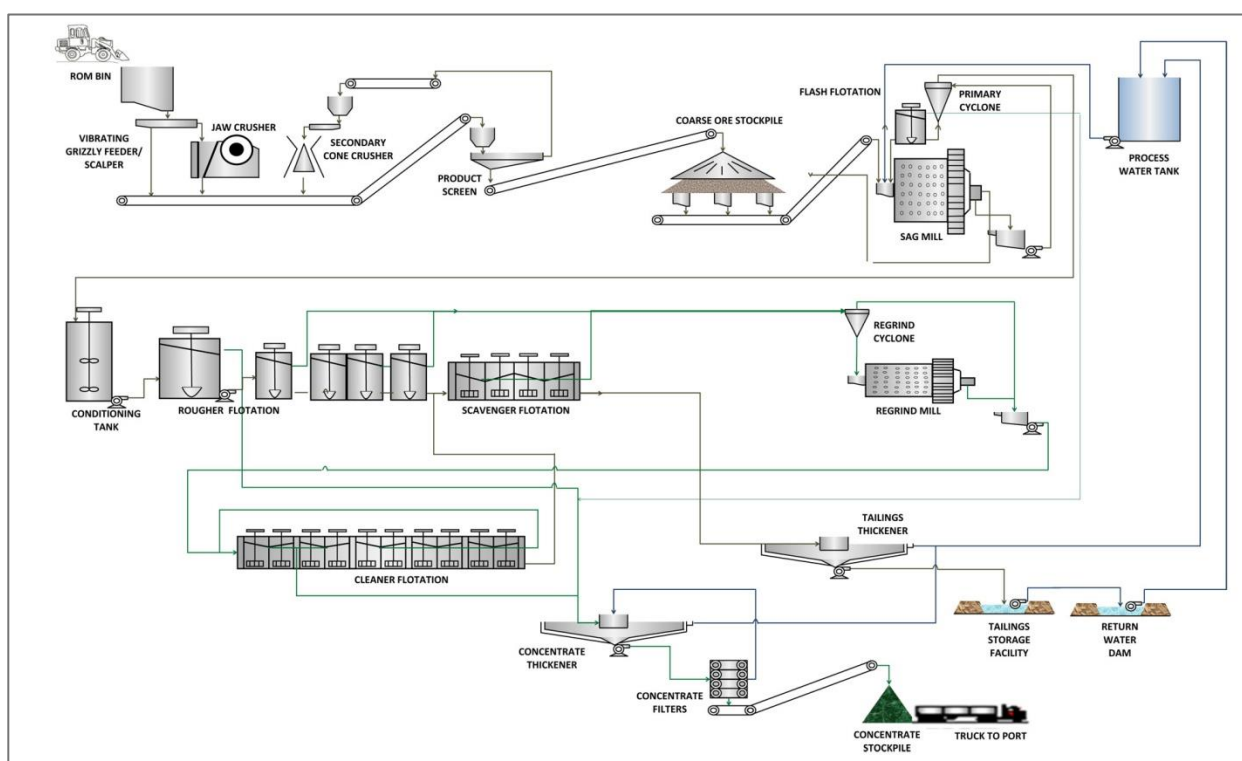 ROM BIN
VIBRATING
GRIZZLY FEEDER/
SCALPER
JAW CRUSHER
SECONDARY
CONE CRUSHER
PRODUCT
SCREEN
COARSE ORE STOCKPILE
FLASH FLOTATION
PRIMARY
CYCLONE
SAG MILL
PROCESS
WATER TANK
CONDITIONING
TANK
ROUGHER FLOTATION
SCAVENGER FLOTATION
REGRIND
CYCLONE
REGRIND MILL
CLEANER FLOTATION
TAILINGS
THICKENER
TAILINGS
STORAGE
FACILITY
RETURN
WATER
DAM
CONCENTRATE
THICKENER
CONCENTRATE
FILTERS
CONCENTRATE
STOCKPILE
TRUCK TO PORT